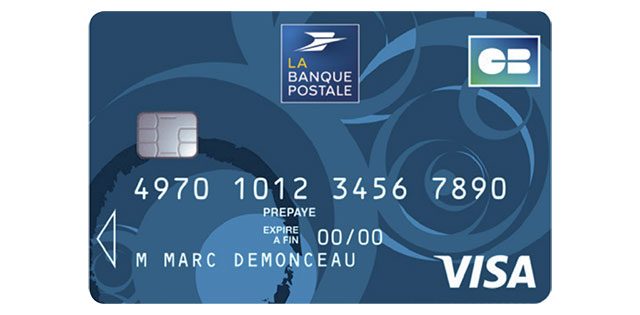 LA
BANQUE
POSTALE
CB
4970 1012 3456 7890
PREPAYE
EXPIRE
A FIN 00/00
M MARC DEMONCEAU
VISA